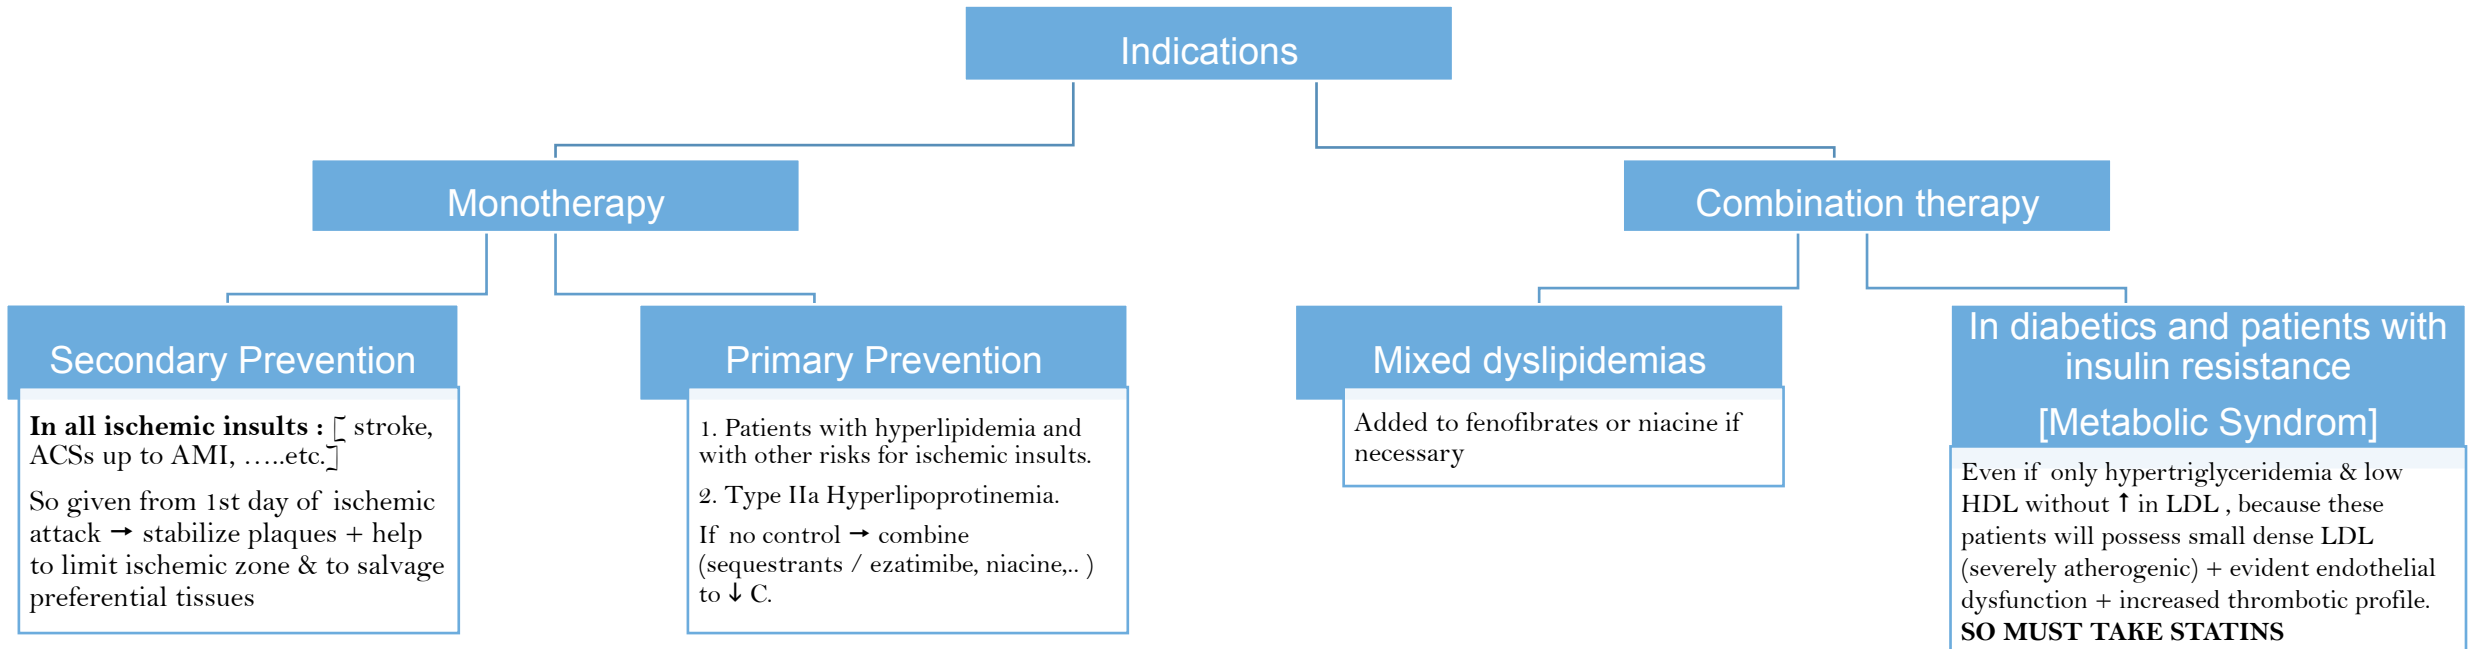 Indications
Monotherapy
Combination therapy
Secondary Prevention
In all ischemic insults : [ stroke,
ACSs up to AMI, …..etc.]
So given from 1st day of ischemic
attack → stabilize plaques + help
to limit ischemic zone & to salvage
preferential tissues
Primary Prevention
1. Patients with hyperlipidemia and
with other risks for ischemic insults.
2. Type IIa Hyperlipoprotinemia.
If no control → combine
(sequestrants / ezatimibe, niacine,.. )
to ↓ C.
Mixed dyslipidemias
Added to fenofibrates or niacine if
necessary
In diabetics and patients with
insulin resistance
[Metabolic Syndrom]
Even if only hypertriglyceridemia & low
HDL without ↑ in LDL , because these
patients will possess small dense LDL
(severely atherogenic) + evident endothelial
dysfunction + increased thrombotic profile.
SO MUST TAKE STATINS